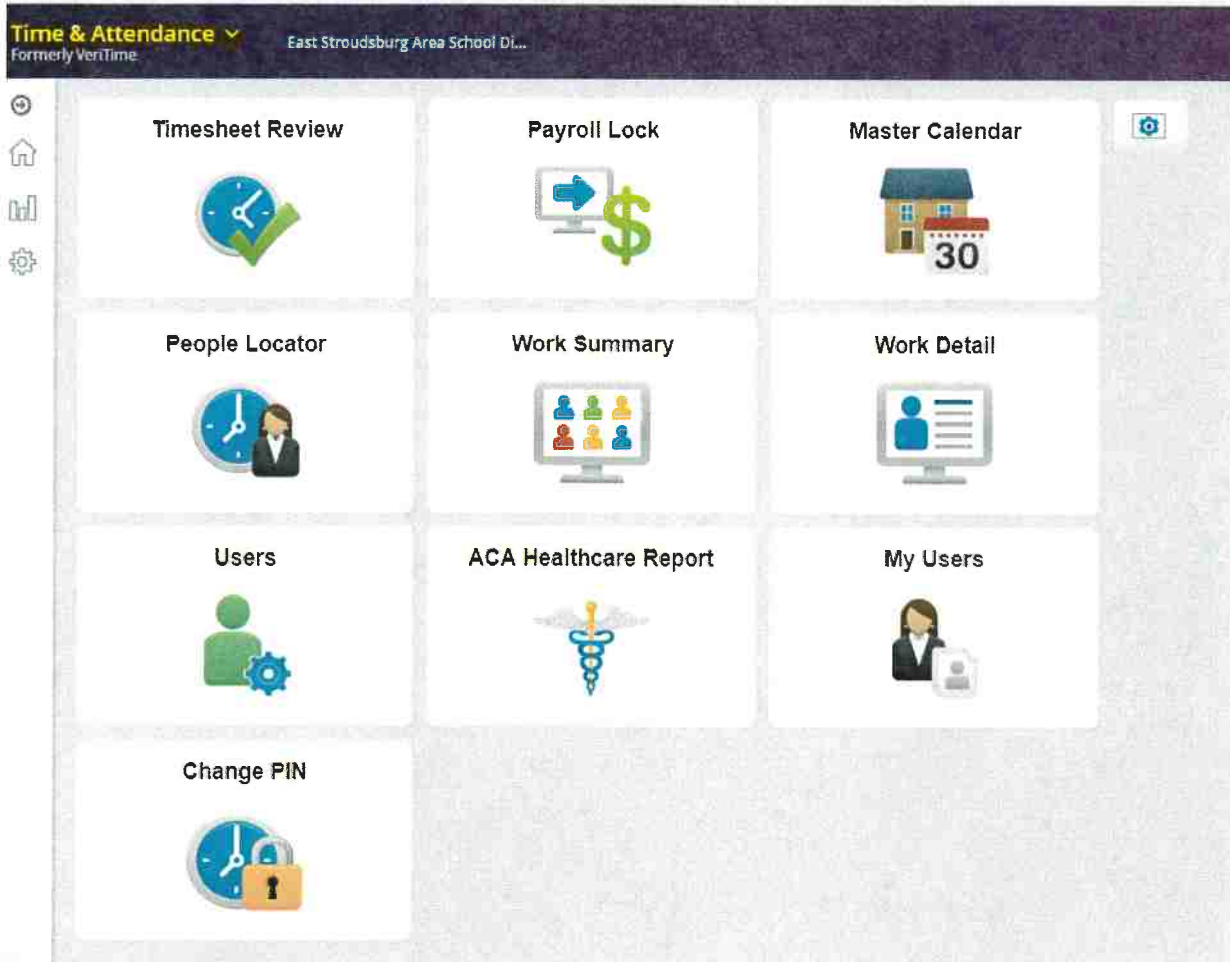 Time & Attendance
East Stroudsburg Area School Di...
Formerly VeriTime
Timesheet Review
Payroll Lock
Master Calendar
30
People Locator
Work Summary
Work Detail
Users
ACA Healthcare Report
My Users
Change PIN